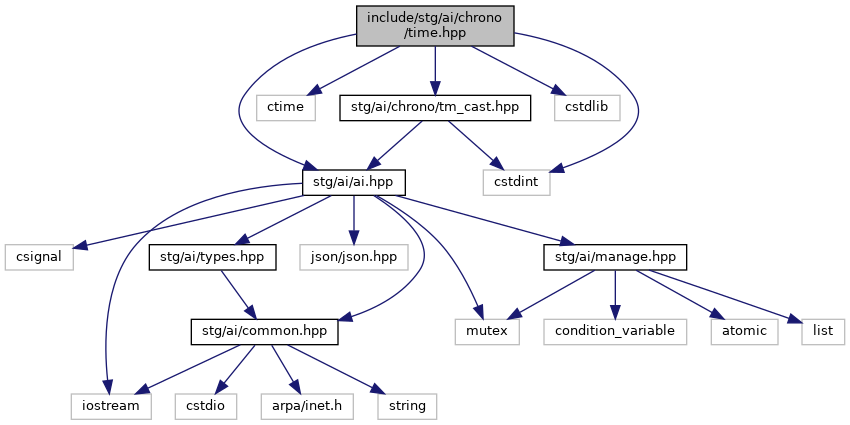 include/stg/ai/chrono
/time.hpp
ctime
stg/ai/chrono/tm_cast.hpp
cstdlib
stg/ai/ai.hpp
cstdint
csignal
stg/ai/types.hpp
json/json.hpp
stg/ai/manage.hpp
stg/ai/common.hpp
mutex
condition_variable
atomic
list
iostream
cstdio
arpa/inet.h
string